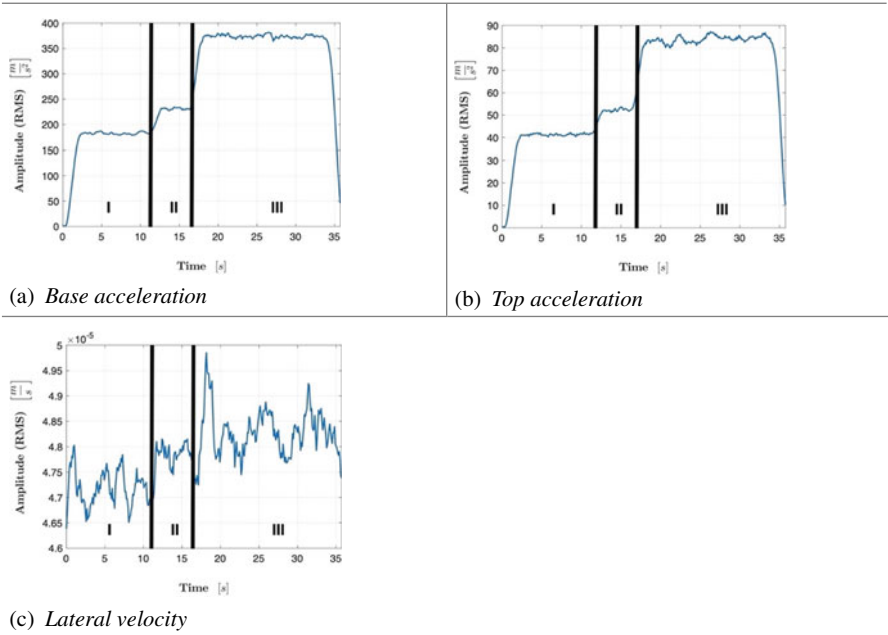 400
350
300
250
200
150
100
50
0
Amplitude (RMS) [m/s²]
I
II
III
0 5 10 15 20 25 30 35
Time [s]
(a) Base acceleration
90
80
70
60
50
40
30
20
10
0
Amplitude (RMS) [m/s²]
I
II
III
0 5 10 15 20 25 30 35
Time [s]
(b) Top acceleration
×10⁻⁵
5
4.95
4.9
4.85
4.8
4.75
4.7
4.65
4.6
Amplitude (RMS) [m/s]
I
II
III
0 5 10 15 20 25 30 35
Time [s]
(c) Lateral velocity